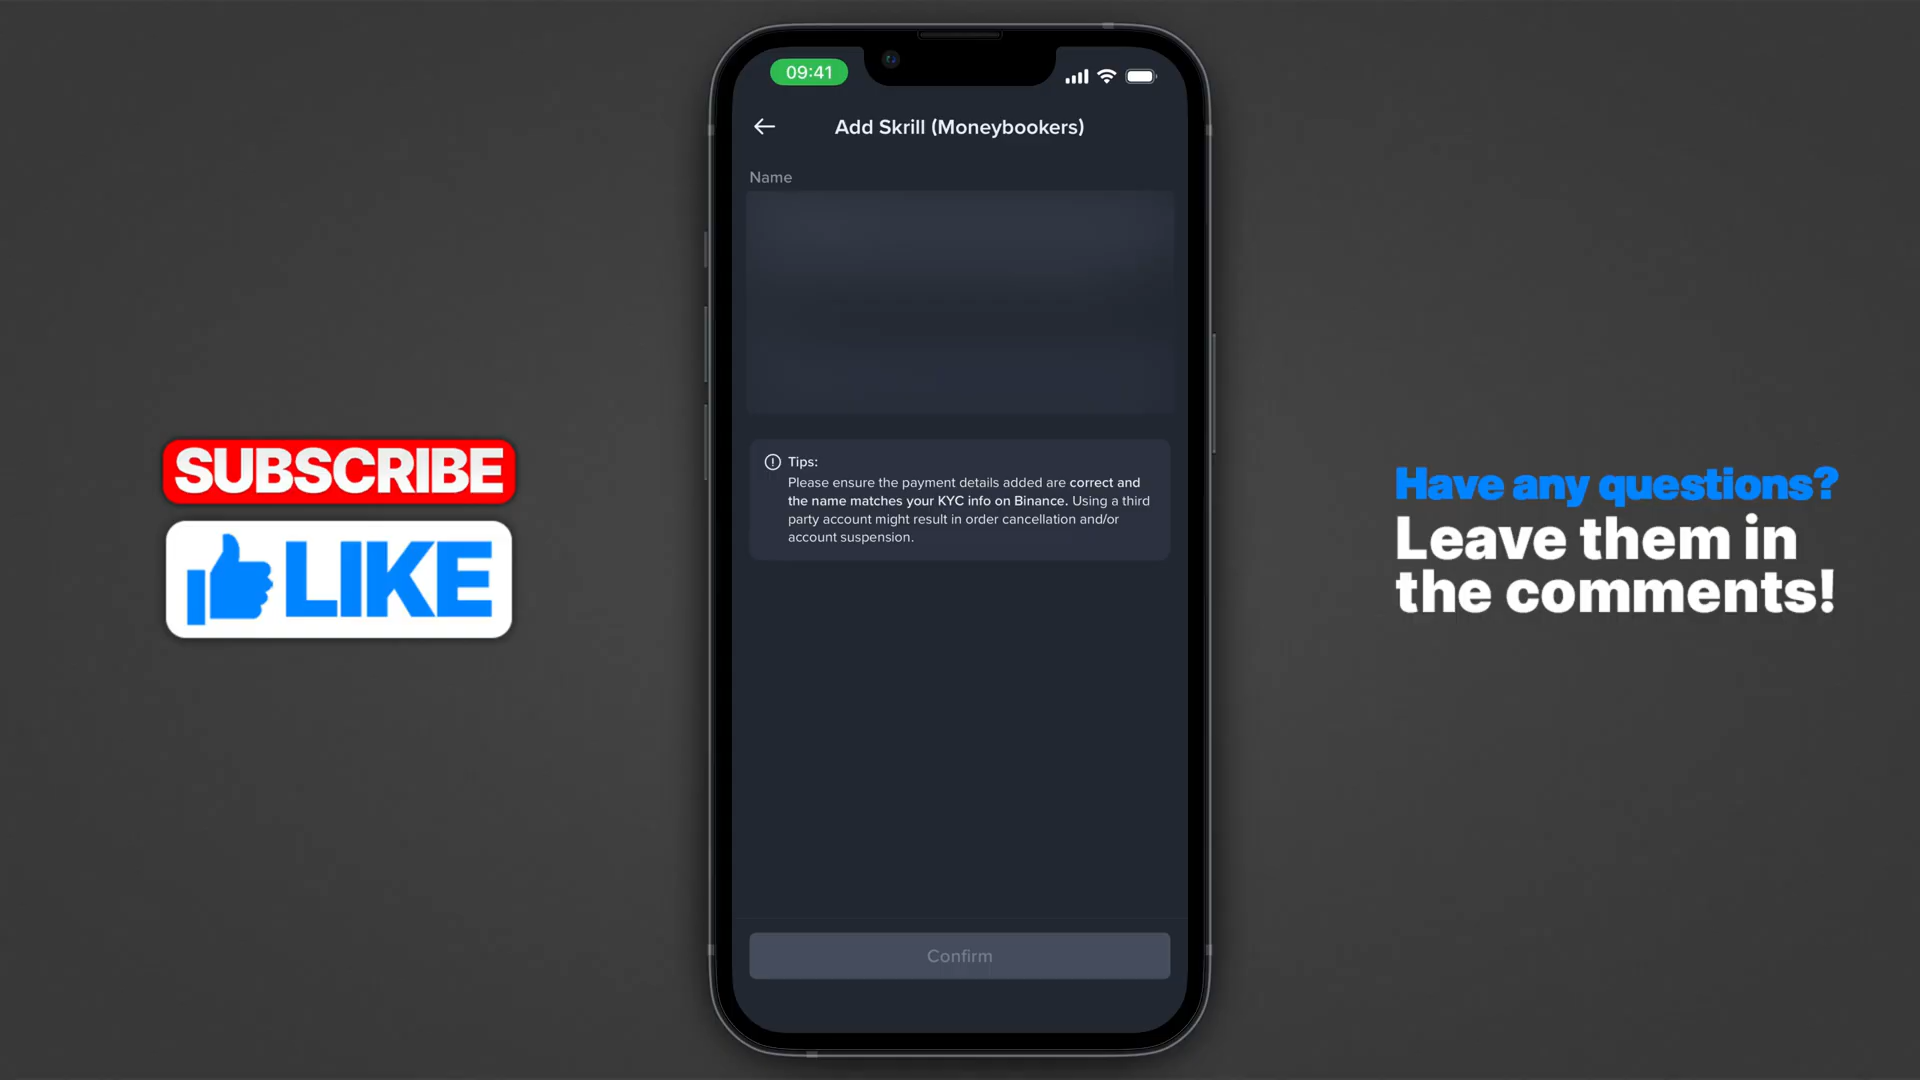 09:41
Add Skrill (Moneybookers)
Name
Tips:
Please ensure the payment details added are correct and
the name matches your KYC info on Binance. Using a third
party account might result in order cancellation and/or
account suspension.
Confirm
SUBSCRIBE
LIKE
Have any questions?
Leave them in
the comments!